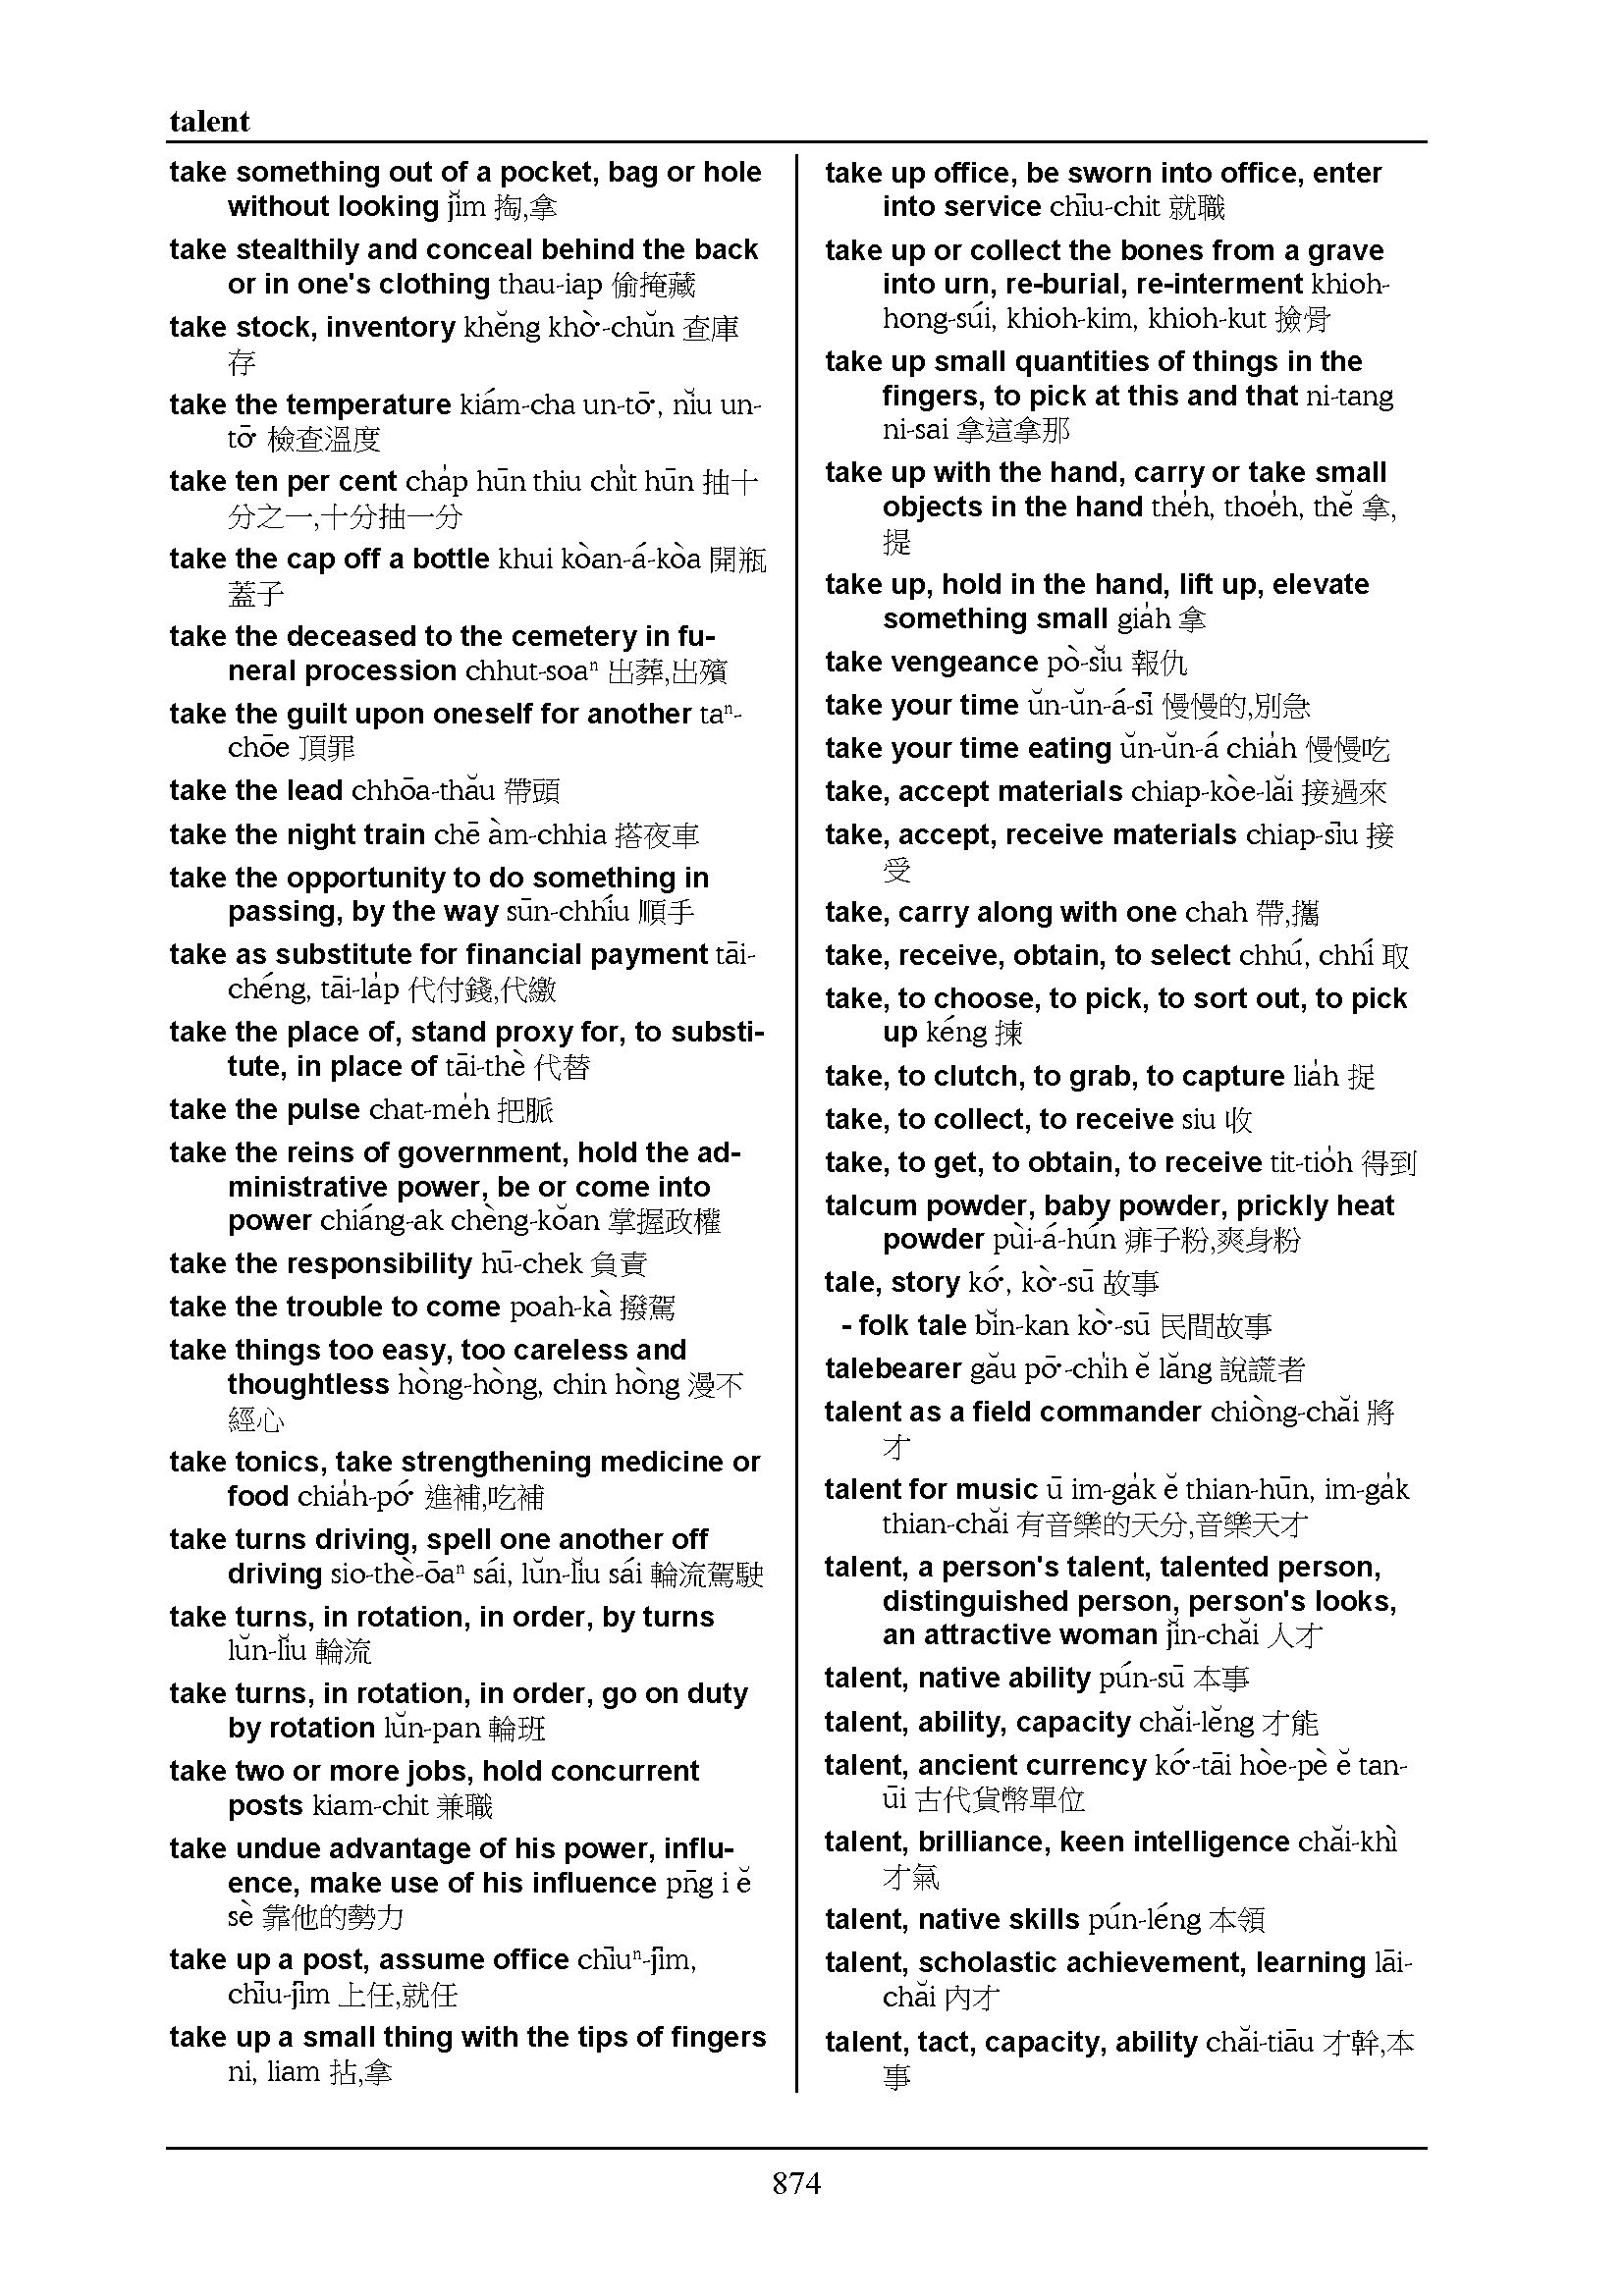 talent
take something out of a pocket, bag or hole
without looking jı̆m 掏,拿
take stealthily and conceal behind the back
or in one's clothing thau-iap 偷掩藏
take stock, inventory khĕng khò͘-chŭn 查庫
存
take the temperature kiám-cha un-tō͘, nı̆u un-
tō͘ 檢查溫度
take ten per cent cha̍p hūn thiu chi̍t hūn 抽十
分之一,十分抽一分
take the cap off a bottle khui kòan-á-kòa 開瓶
蓋子
take the deceased to the cemetery in fu-
neral procession chhut-soaⁿ 出葬,出殯
take the guilt upon oneself for another taⁿ-
chōe 頂罪
take the lead chhōa-thău 帶頭
take the night train chē àm-chhia 搭夜車
take the opportunity to do something in
passing, by the way sūn-chhíu 順手
take as substitute for financial payment tāi-
chéng, tāi-la̍p 代付錢,代繳
take the place of, stand proxy for, to substi-
tute, in place of tāi-thè 代替
take the pulse chat-me̍h 把脈
take the reins of government, hold the ad-
ministrative power, be or come into
power chiáng-ak chèng-kŏan 掌握政權
take the responsibility hū-chek 負責
take the trouble to come poah-kà 撥駕
take things too easy, too careless and
thoughtless hòng-hòng, chin hòng 漫不
經心
take tonics, take strengthening medicine or
food chia̍h-pó͘ 進補,吃補
take turns driving, spell one another off
driving sio-thè-ōaⁿ sái, lŭn-lı̆u sái 輪流駕駛
take turns, in rotation, in order, by turns
lŭn-lı̆u 輪流
take turns, in rotation, in order, go on duty
by rotation lŭn-pan 輪班
take two or more jobs, hold concurrent
posts kiam-chit 兼職
take undue advantage of his power, influ-
ence, make use of his influence pn̄g i ĕ
sè 靠他的勢力
take up a post, assume office chīuⁿ-jīm,
chīu-jīm 上任,就任
take up a small thing with the tips of fingers
ni, liam 拈,拿
take up office, be sworn into office, enter
into service chīu-chit 就職
take up or collect the bones from a grave
into urn, re-burial, re-interment khioh-
hong-súi, khioh-kim, khioh-kut 撿骨
take up small quantities of things in the
fingers, to pick at this and that ni-tang
ni-sai 拿這拿那
take up with the hand, carry or take small
objects in the hand the̍h, thoe̍h, thĕ 拿,
提
take up, hold in the hand, lift up, elevate
something small gia̍h 拿
take vengeance pò-sı̆u 報仇
take your time ŭn-ŭn-á-sī 慢慢的,別急
take your time eating ŭn-ŭn-á chia̍h 慢慢吃
take, accept materials chiap-kòe-lăi 接過來
take, accept, receive materials chiap-sīu 接
受
take, carry along with one chah 帶,攜
take, receive, obtain, to select chhú, chhí 取
take, to choose, to pick, to sort out, to pick
up kéng 揀
take, to clutch, to grab, to capture lia̍h 捉
take, to collect, to receive siu 收
take, to get, to obtain, to receive tit-tio̍h 得到
talcum powder, baby powder, prickly heat
powder pùi-á-hún 痱子粉,爽身粉
tale, story kó͘, kò͘-sū 故事
- folk tale bı̆n-kan kò͘-sū 民間故事
talebearer gău pō͘-chi̍h ĕ lăng 說謊者
talent as a field commander chiòng-chăi 將
才
talent for music ū im-ga̍k ĕ thian-hūn, im-ga̍k
thian-chăi 有音樂的天分,音樂天才
talent, a person's talent, talented person,
distinguished person, person's looks,
an attractive woman jı̆n-chăi 人才
talent, native ability pún-sū 本事
talent, ability, capacity chăi-lĕng 才能
talent, ancient currency kó͘-tāi hòe-pè ĕ tan-
ūi 古代貨幣單位
talent, brilliance, keen intelligence chăi-khì
才氣
talent, native skills pún-léng 本領
talent, scholastic achievement, learning lāi-
chăi 內才
talent, tact, capacity, ability chăi-tiāu 才幹,本
事
874